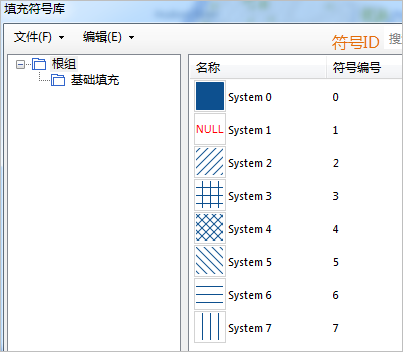 填充符号库
文件(F) 编辑(E) 符号ID 搜
根组
基础填充
名称 符号编号
System 0 0
NULL System 1 1
System 2 2
System 3 3
System 4 4
System 5 5
System 6 6
System 7 7